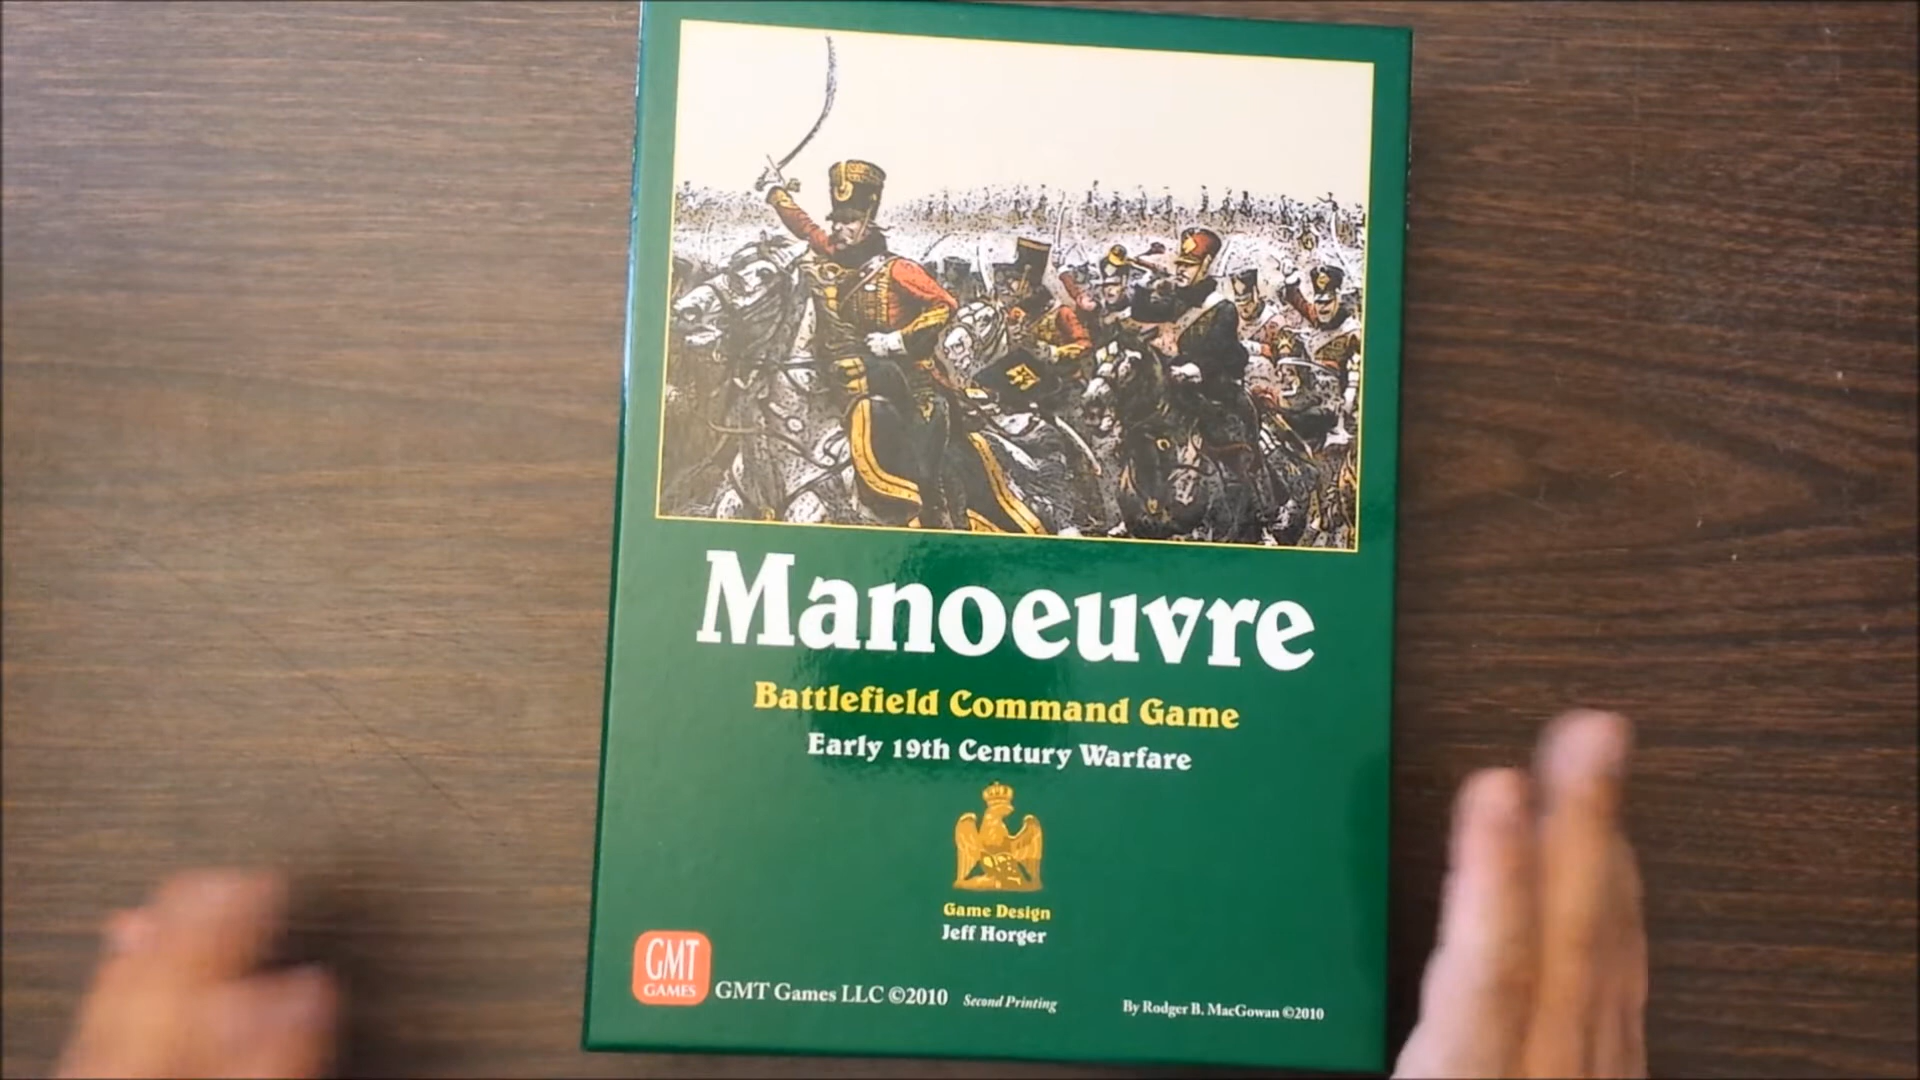 Manoeuvre
Battlefield Command Game
Early 19th Century Warfare
Game Design
Jeff Horger
GMT
GAMES
GMT Games LLC ©2010 Second Printing
By Rodger B. MacGowan ©2010